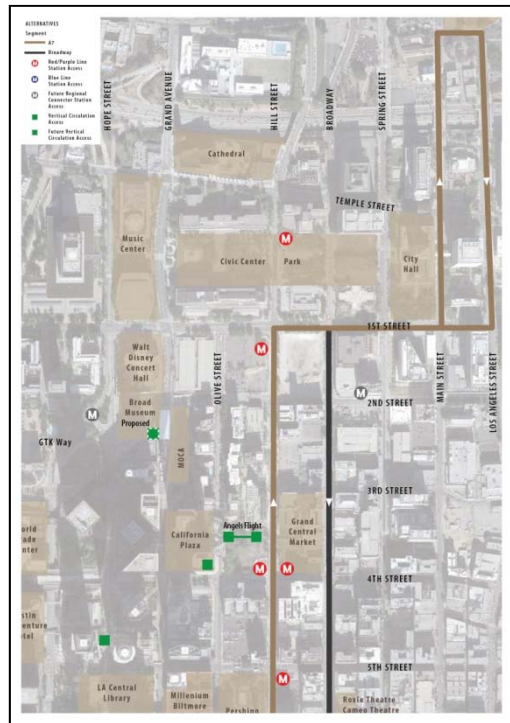 ALTERNATIVES
Segment
A7
Broadway
Red/Purple Line
Station Access
Blue Line
Station Access
Future Regional
Connector Station
Access
Vertical Circulation
Access
Future Vertical
Circulation Access
HOPE STREET
GRAND AVENUE
HILL STREET
BROADWAY
SPRING STREET
Cathedral
TEMPLE STREET
Music
Center
Civic Center Park
City
Hall
1ST STREET
Walt
Disney
Concert
Hall
OLIVE STREET
MAIN STREET
LOS ANGELES STREET
Broad
Museum
Proposed
2ND STREET
GTK Way
MOCA
3RD STREET
Angels Flight
California
Plaza
Grand
Central
Market
4TH STREET
5TH STREET
LA Central
Library
Millenium
Biltmore
Pershing
Roxie Theatre
Cameo Theatre
M
M
M
M
M
M
M
M
M
M